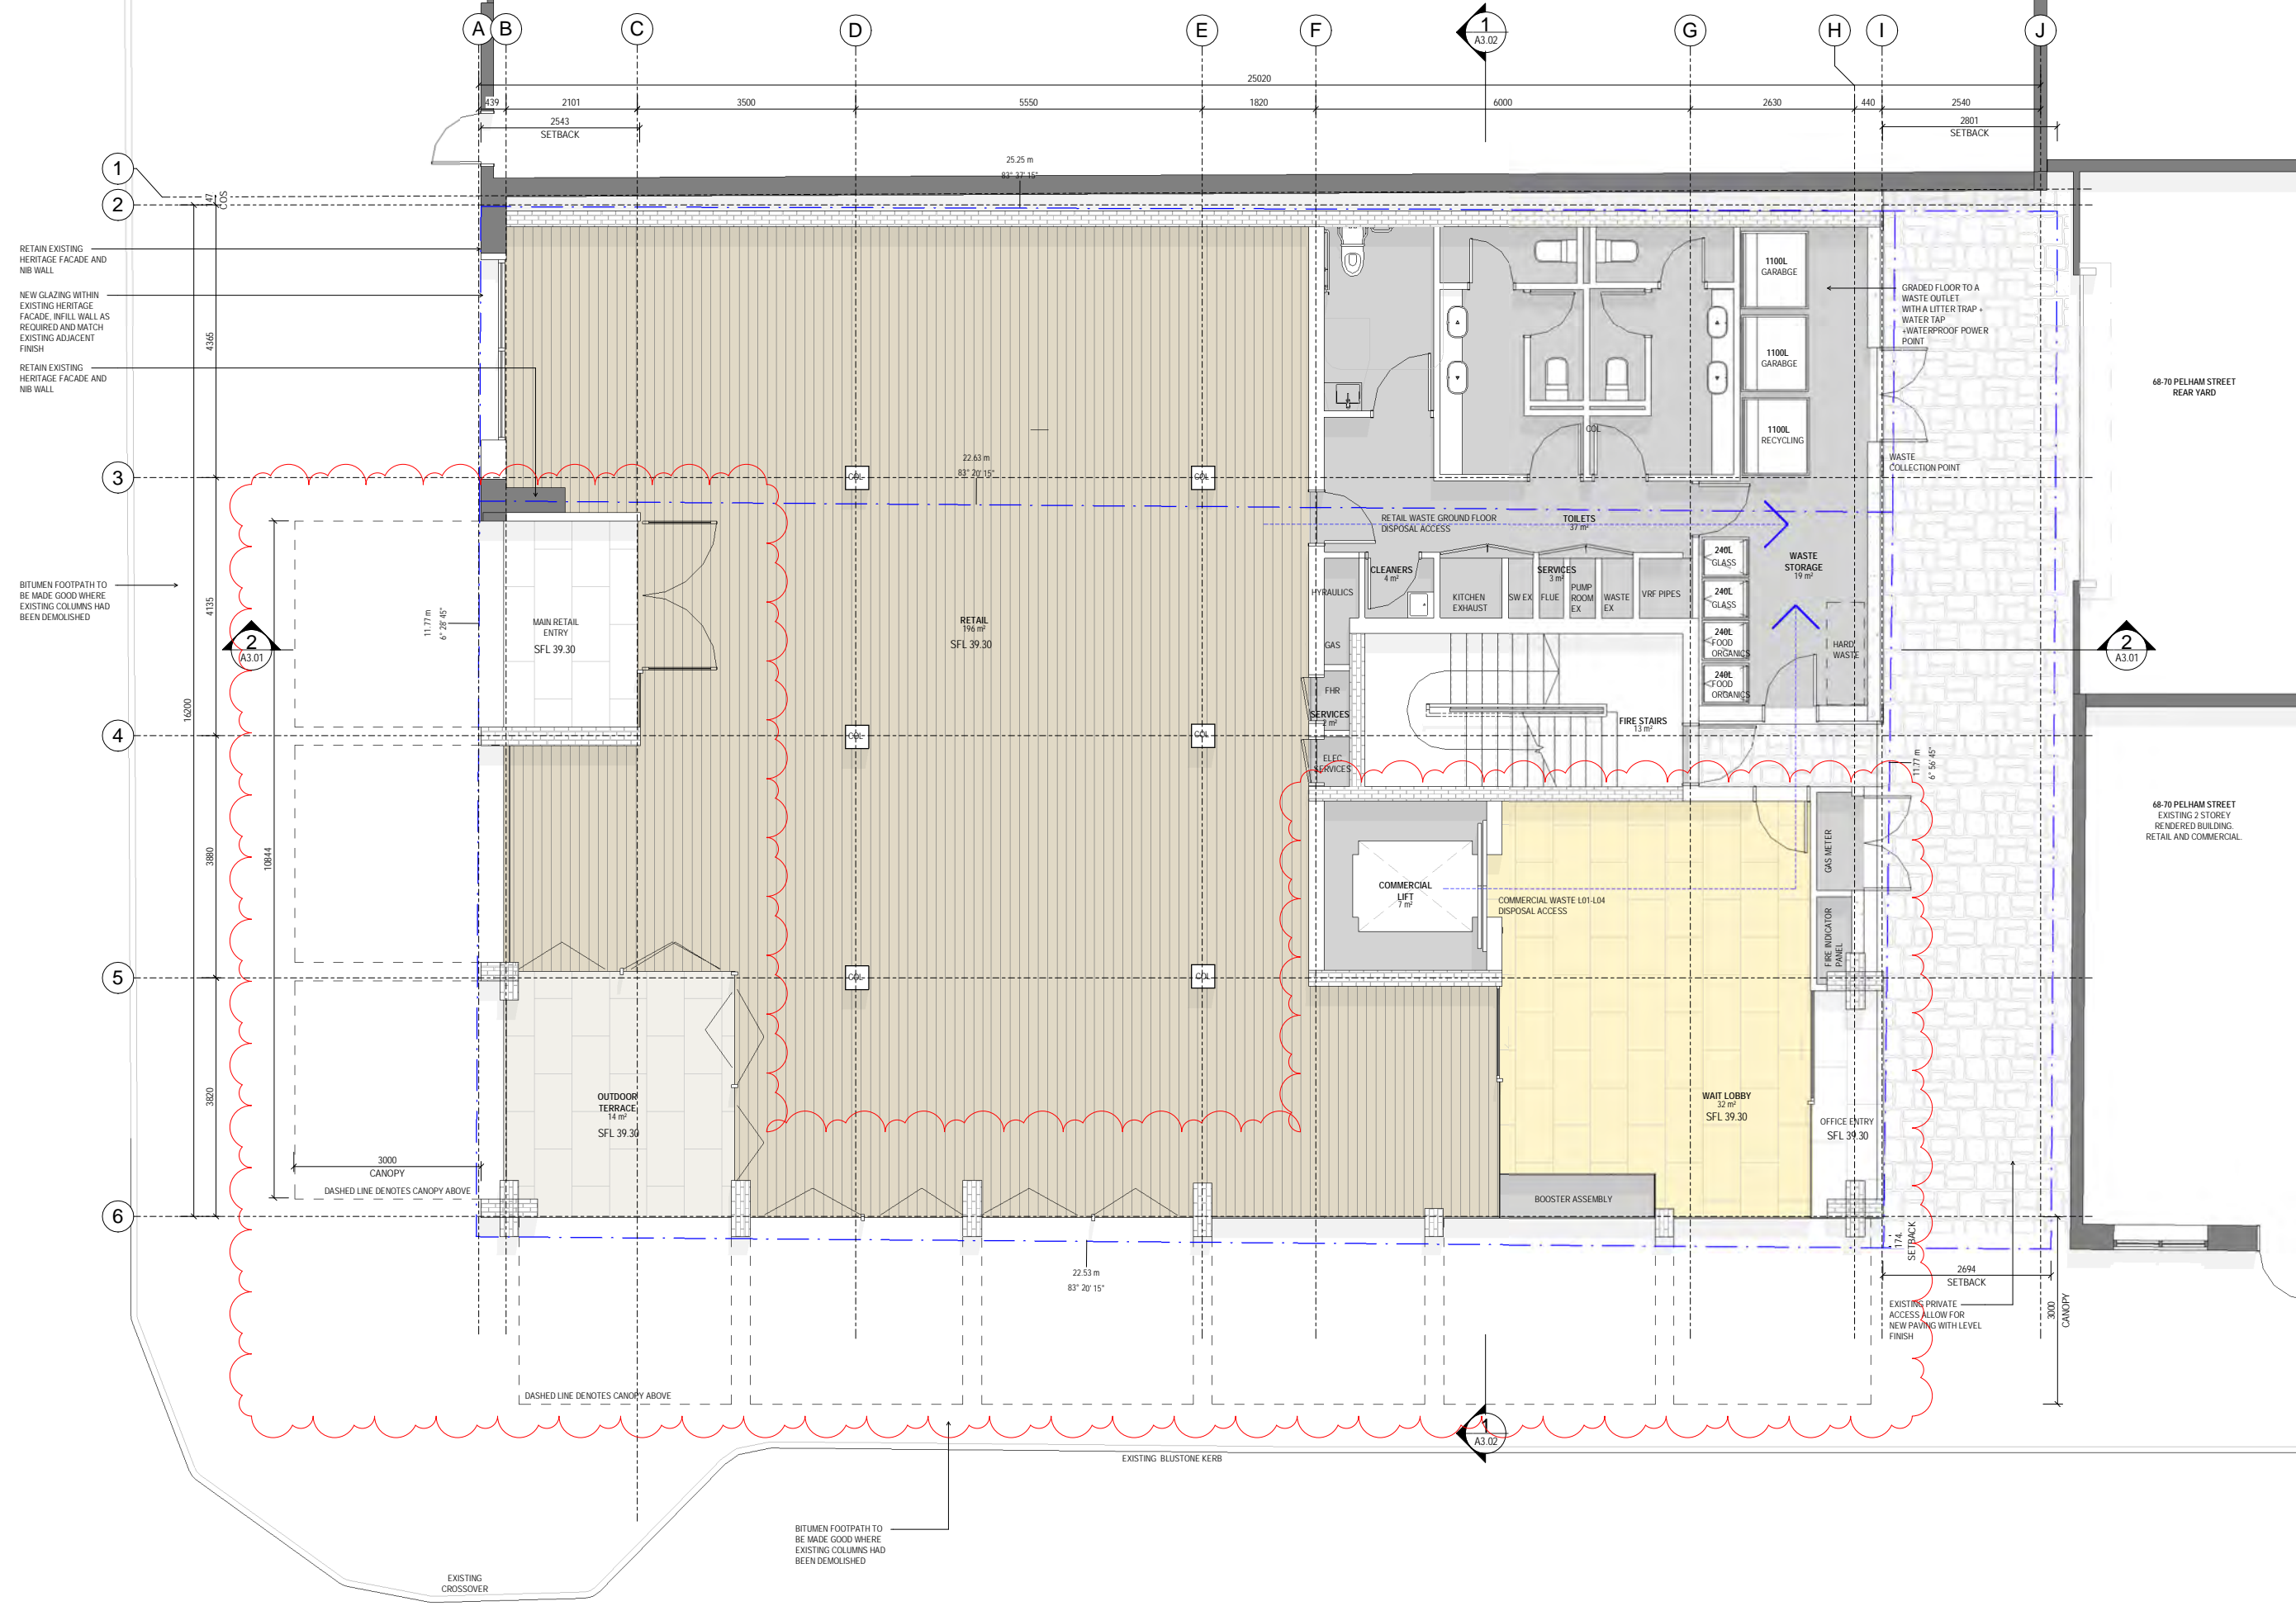 A
B
C
D
E
F
1
A3.02
G
H
I
J
25020
439
2101
3500
5550
1820
6000
2630
440
2540
2543
SETBACK
2801
SETBACK
1
2
147
COS
25.25 m
83° 37' 15"
RETAIN EXISTING
HERITAGE FACADE AND
NIB WALL
NEW GLAZING WITHIN
EXISTING HERITAGE
FACADE, INFILL WALL AS
REQUIRED AND MATCH
EXISTING ADJACENT
FINISH
RETAIN EXISTING
HERITAGE FACADE AND
NIB WALL
4365
1100L
GARABGE
1100L
GARABGE
1100L
RECYCLING
GRADED FLOOR TO A
WASTE OUTLET
WITH A LITTER TRAP +
WATER TAP
+WATERPROOF POWER
POINT
68-70 PELHAM STREET
REAR YARD
COL
WASTE
COLLECTION POINT
3
22.63 m
83° 20' 15"
COL
COL
RETAIL WASTE GROUND FLOOR
DISPOSAL ACCESS
TOILETS
37 m²
BITUMEN FOOTPATH TO
BE MADE GOOD WHERE
EXISTING COLUMNS HAD
BEEN DEMOLISHED
4135
11.77 m
6° 28' 45"
MAIN RETAIL
ENTRY
SFL 39.30
RETAIL
196 m²
SFL 39.30
HYRAULICS
GAS
CLEANERS
4 m²
SERVICES
3 m²
KITCHEN
EXHAUST
SW EX
FLUE
PUMP
ROOM
EX
WASTE
EX
VRF PIPES
240L
GLASS
240L
GLASS
240L
FOOD
ORGANICS
240L
FOOD
ORGANICS
WASTE
STORAGE
19 m²
HARD
WASTE
2
A3.01
2
A3.01
16200
FHR
SERVICES
2 m²
FIRE STAIRS
13 m²
4
COL
COL
ELEC
SERVICES
11.77 m
6° 56' 45"
3880
10844
COMMERCIAL
LIFT
7 m²
COMMERCIAL WASTE L01-L04
DISPOSAL ACCESS
GAS METER
FIRE INDICATOR
PANEL
68-70 PELHAM STREET
EXISTING 2 STOREY
RENDERED BUILDING.
RETAIL AND COMMERCIAL.
5
COL
COL
3820
OUTDOOR
TERRACE
14 m²
SFL 39.30
WAIT LOBBY
32 m²
SFL 39.30
OFFICE ENTRY
SFL 39.30
3000
CANOPY
DASHED LINE DENOTES CANOPY ABOVE
BOOSTER ASSEMBLY
6
174
SETBACK
22.53 m
83° 20' 15"
2694
SETBACK
EXISTING PRIVATE
ACCESS ALLOW FOR
NEW PAVING WITH LEVEL
FINISH
3000
CANOPY
DASHED LINE DENOTES CANOPY ABOVE
1
A3.02
EXISTING BLUSTONE KERB
BITUMEN FOOTPATH TO
BE MADE GOOD WHERE
EXISTING COLUMNS HAD
BEEN DEMOLISHED
EXISTING
CROSSOVER